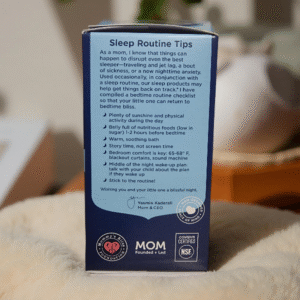 Sleep Routine Tips
As a mom, I know that things can
happen to disrupt even the best
sleeper—traveling and jet lag, a bout
of sickness, or a new nighttime anxiety.
Used occasionally, in conjunction with
a sleep routine, our sleep products may
help get things back on track.* I have
compiled a bedtime routine checklist
so that your little one can return to
bedtime bliss.
Plenty of sunshine and physical
activity during the day
Belly full of nutritious foods (low in
sugar) 1-2 hours before bedtime
Warm, soothing bath
Story time, not screen time
Bedroom comfort is key: 65-68° F,
blackout curtains, sound machine
Middle of the night wake-up plan:
talk with your child about the plan
if they wake up
Stick to the routine!
Wishing you and your little one a blissful night.
Mom & CEO
MOM
Founded + Led
CERTIFIED
NSF